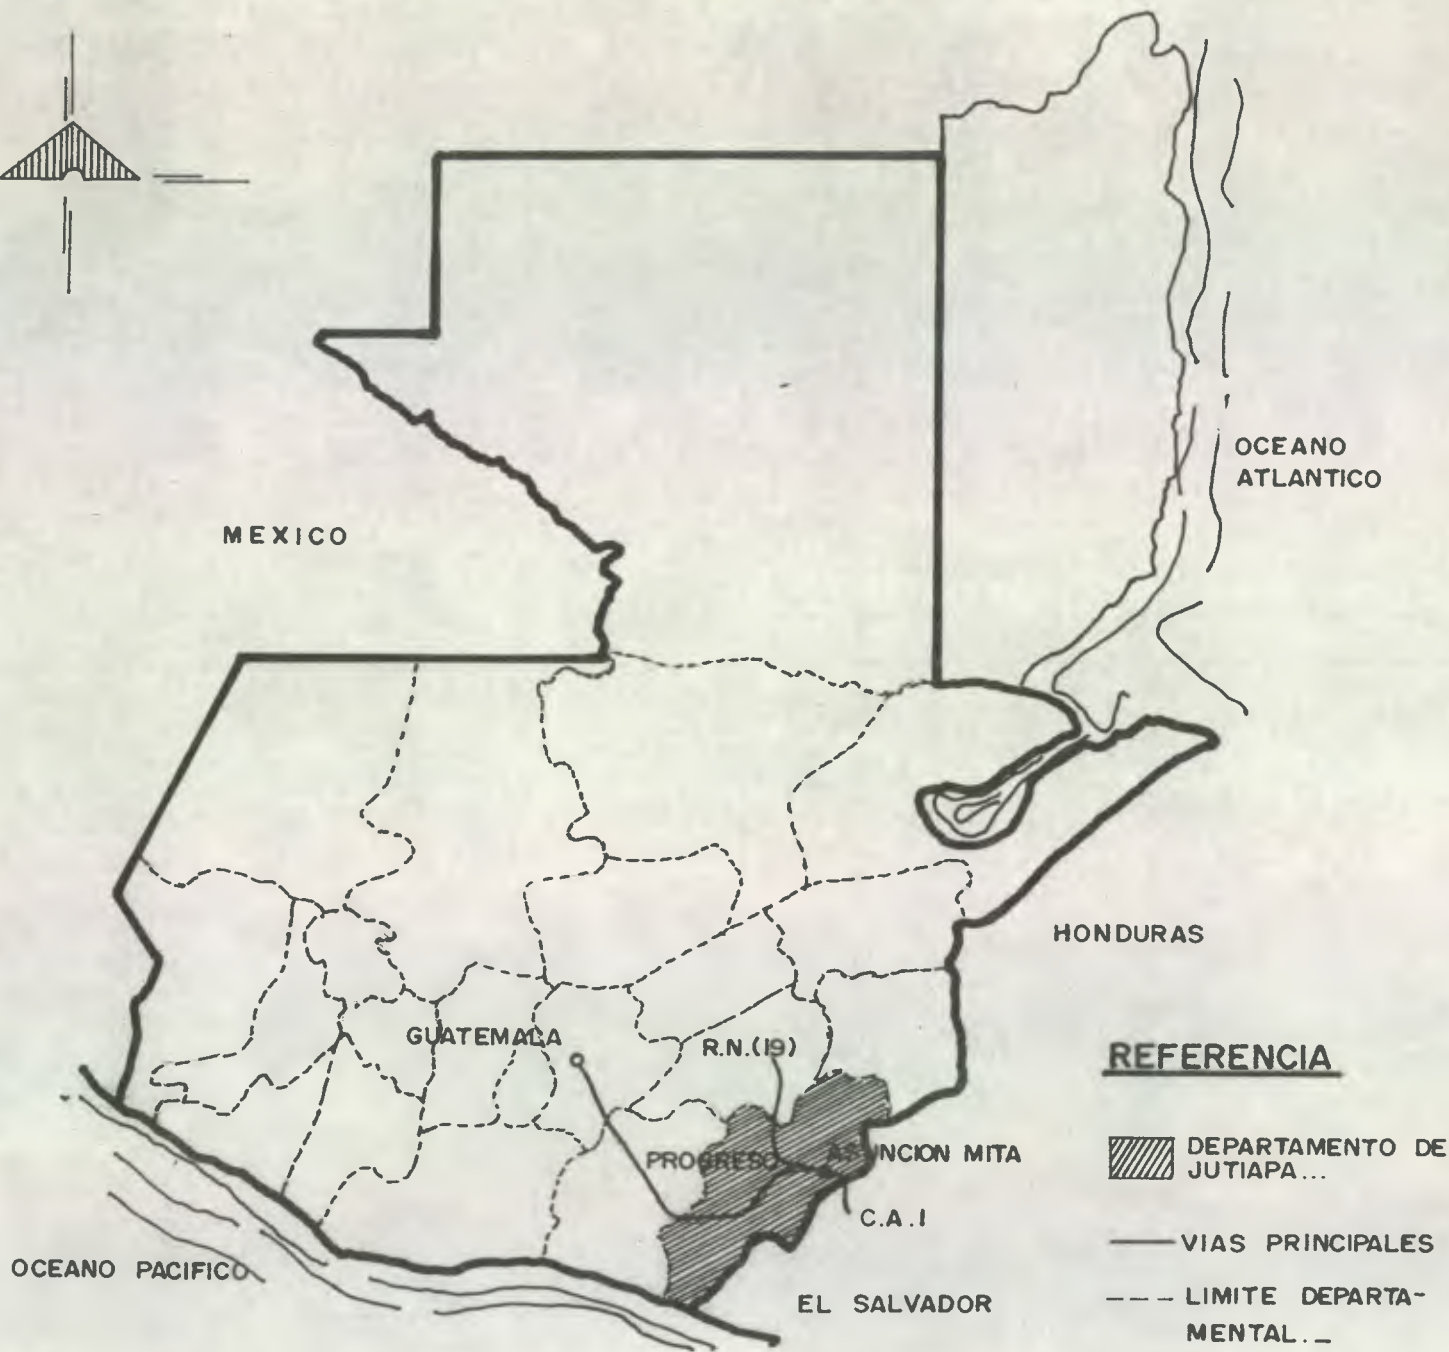 OCEANO
ATLANTICO
MEXICO
HONDURAS
GUATEMALA
R.N.(19)
REFERENCIA
PROGRESO
ASUNCION MITA
DEPARTAMENTO DE
JUTIAPA...
C.A.I
VIAS PRINCIPALES
OCEANO PACIFICO
EL SALVADOR
LIMITE DEPARTA-
MENTAL._